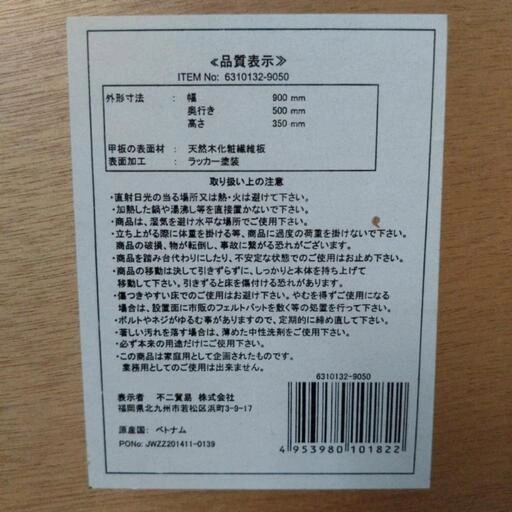 ≪品質表示≫
ITEM No: 6310132-9050
外形寸法 : 幅 900 mm
奥行き 500 mm
高さ 350 mm
甲板の表面材 : 天然木化粧繊維板
表面加工 : ラッカー塗装
取り扱い上の注意
・直射日光の当る場所又は熱・火は避けて下さい。
・加熱した鍋や湯沸し等を直接置かないで下さい。
・商品は、湿気を避け水平な場所でご使用下さい。
・立ち上がる際に体重を掛ける等、商品に過度の荷重を掛けないで下さい。
商品の破損、物が転倒し、事故に繋がる恐れがございます。
・商品を踏み台代わりにしたり、不安定な状態でのご使用はお止め下さい。
・商品の移動は決して引きずらずに、しっかりと本体を持ち上げて
移動して下さい。引きずると床を傷付ける恐れがあります。
・傷つきやすい床でのご使用はお避け下さい。やむを得ずご使用になる
場合は、設置面に市販のフェルトパットを敷く等の処置を行って下さい。
・ボルトやネジがゆるむ事がありますので、定期的に締め直して下さい。
・著しい汚れを落す場合は、薄めた中性洗剤をご使用下さい。
・必ず本来の用途だけにご利用下さい。
・この商品は家庭用として企画されたものです。
業務用としてのご使用は出来ません。
6310132-9050
表示者 不二貿易 株式会社
福岡県北九州市若松区浜町3-9-17
原産国: ベトナム
PONo: JWZZ201411-0139
4 953980 101822